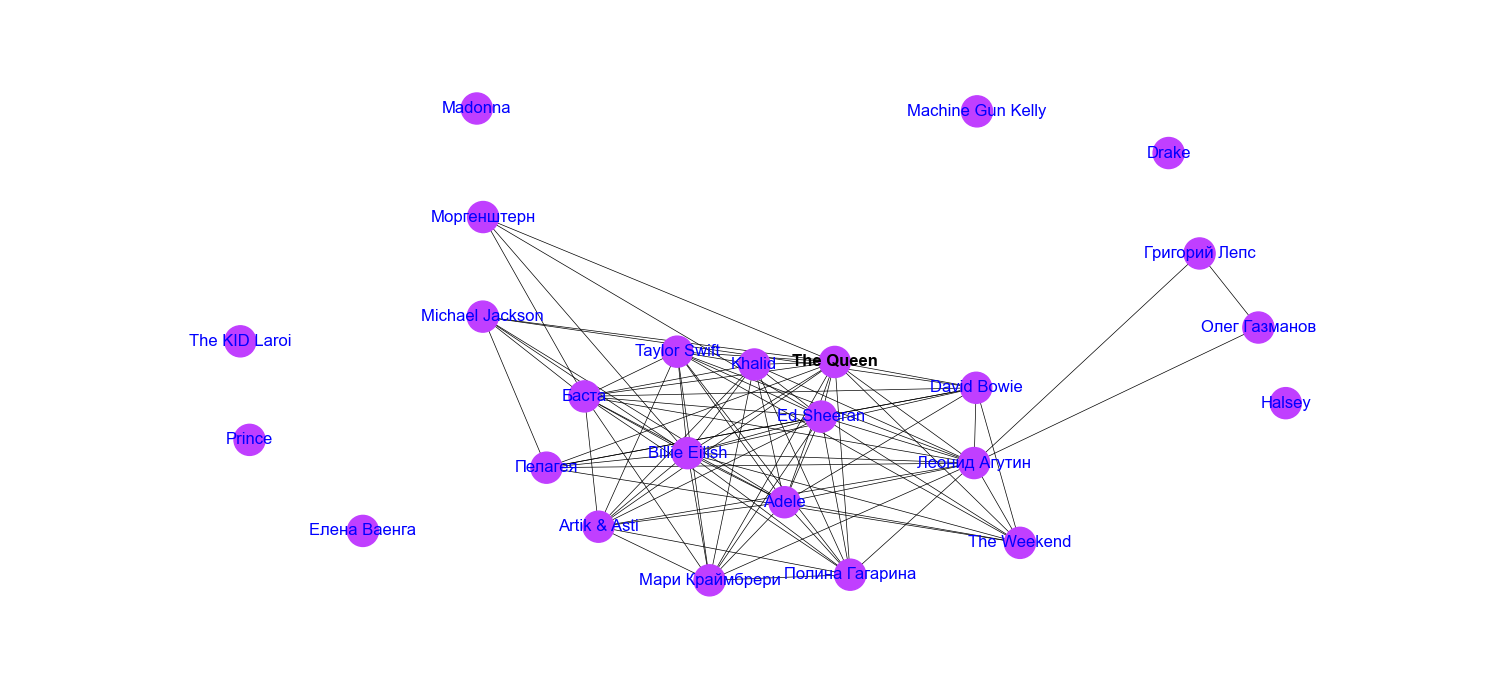 Madonna
Machine Gun Kelly
Drake
Моргенштерн
Григорий Лепс
Michael Jackson
Олег Газманов
The KID Laroi
Taylor Swift
Khalid
The Queen
David Bowie
Баста
Halsey
Ed Sheeran
Prince
Billie Eilish
Пелагея
Леонид Агутин
Adele
Artik & Asti
Елена Ваенга
The Weekend
Мари Краймбрери
Полина Гагарина